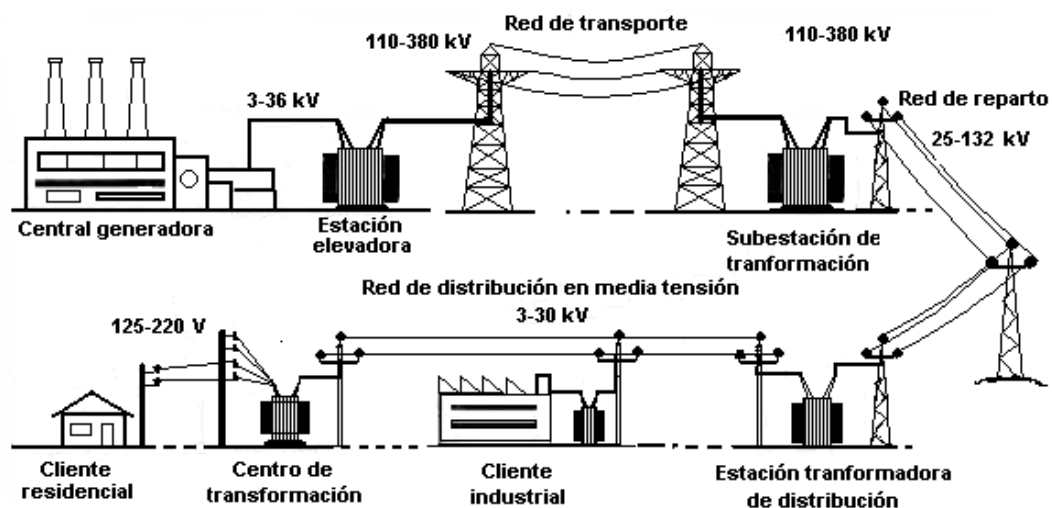 Red de transporte
110-380 kV
110-380 kV
3-36 kV
Red de reparto
25-132 kV
Central generadora
Estación
elevadora
Subestación de
tranformación
Red de distribución en media tensión
3-30 kV
125-220 V
Cliente
residencial
Centro de
transformación
Cliente
industrial
Estación tranformadora
de distribución